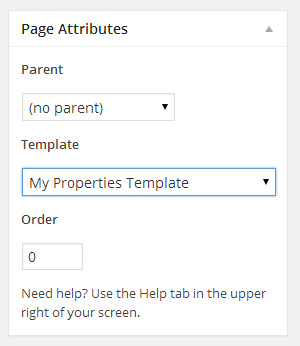 Page Attributes
Parent
(no parent)
Template
My Properties Template
Order
0
Need help? Use the Help tab in the upper
right of your screen.